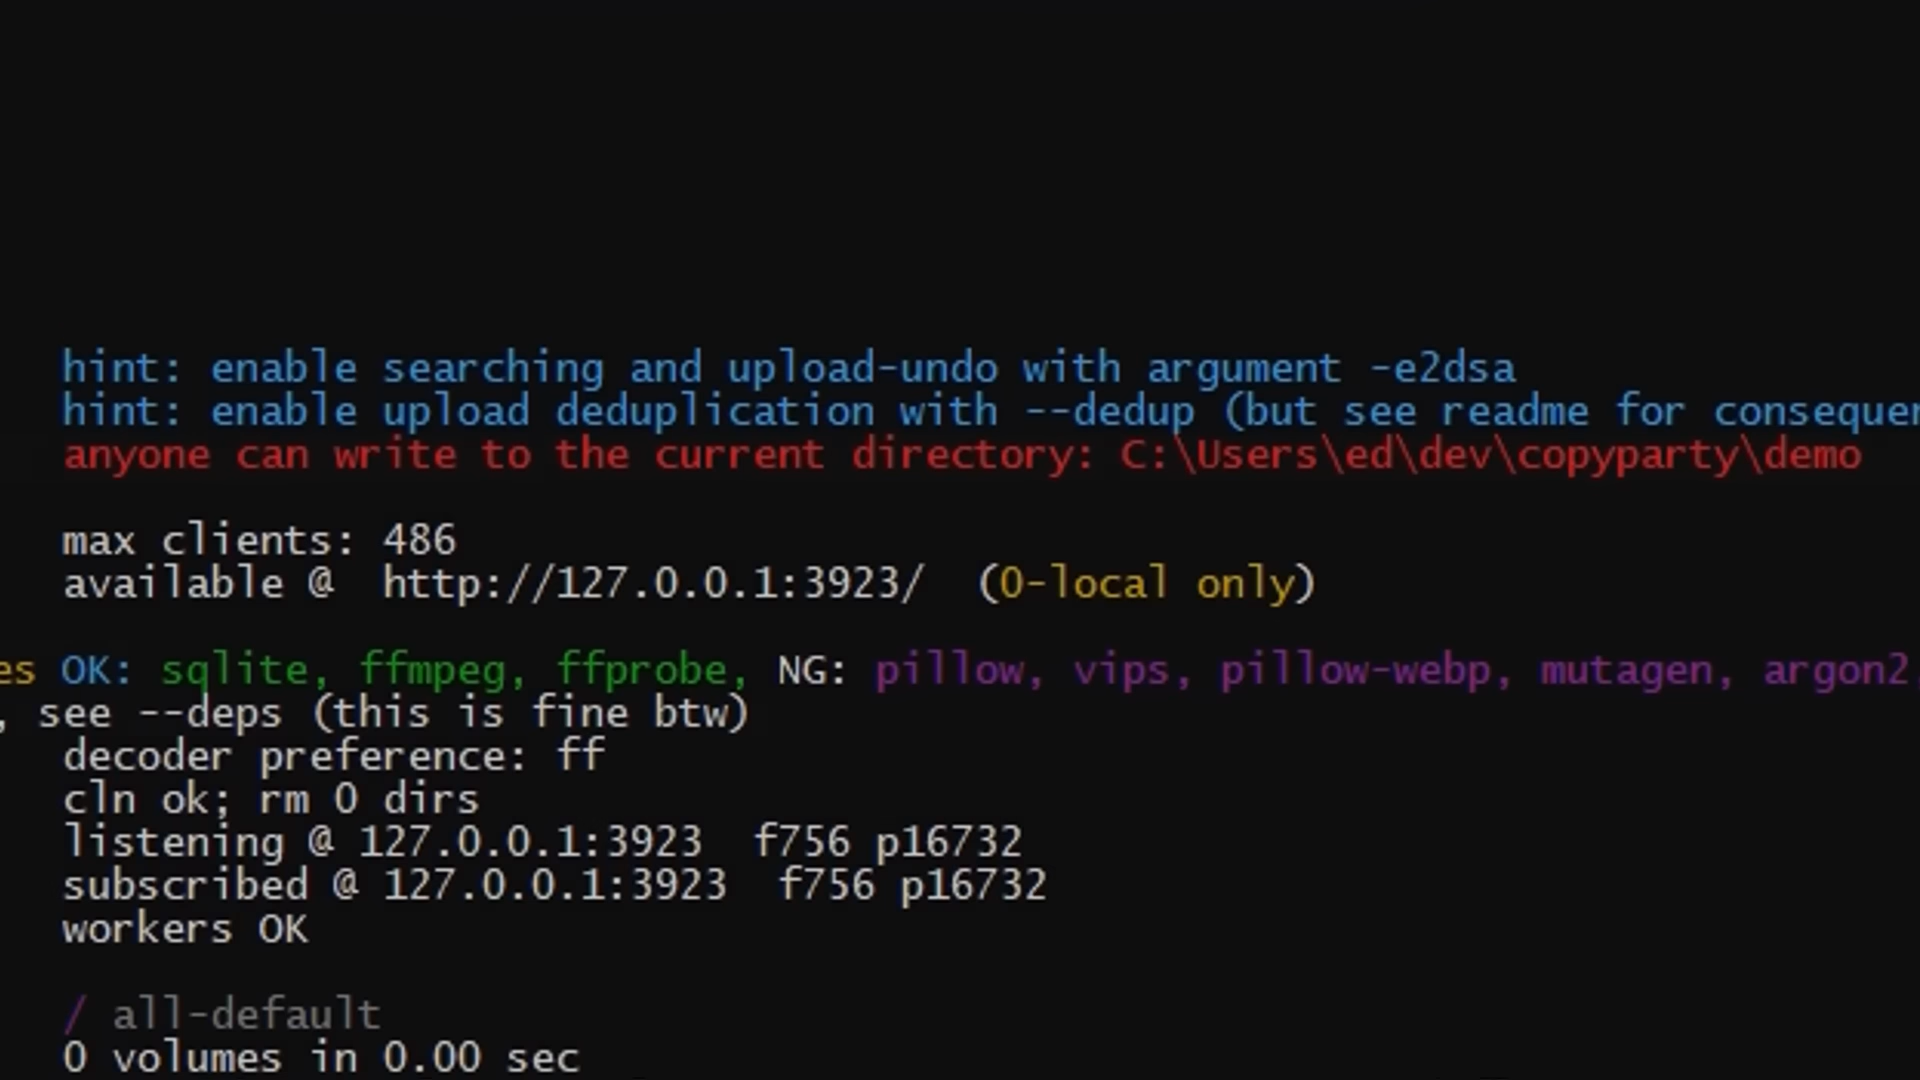 hint: enable searching and upload-undo with argument -e2dsa
hint: enable upload deduplication with --dedup (but see readme for
anyone can write to the current directory: C:\Users\ed\dev\copyparty\demo
max clients: 486
available @  http://127.0.0.1:3923/  (0-local only)
es OK: sqlite, ffmpeg, ffprobe, NG: pillow, vips, pillow-webp, mutagen, argon2,
, see --deps (this is fine btw)
decoder preference: ff
cln ok; rm 0 dirs
listening @ 127.0.0.1:3923  f756 p16732
subscribed @ 127.0.0.1:3923  f756 p16732
workers OK
/ all-default
0 volumes in 0.00 sec